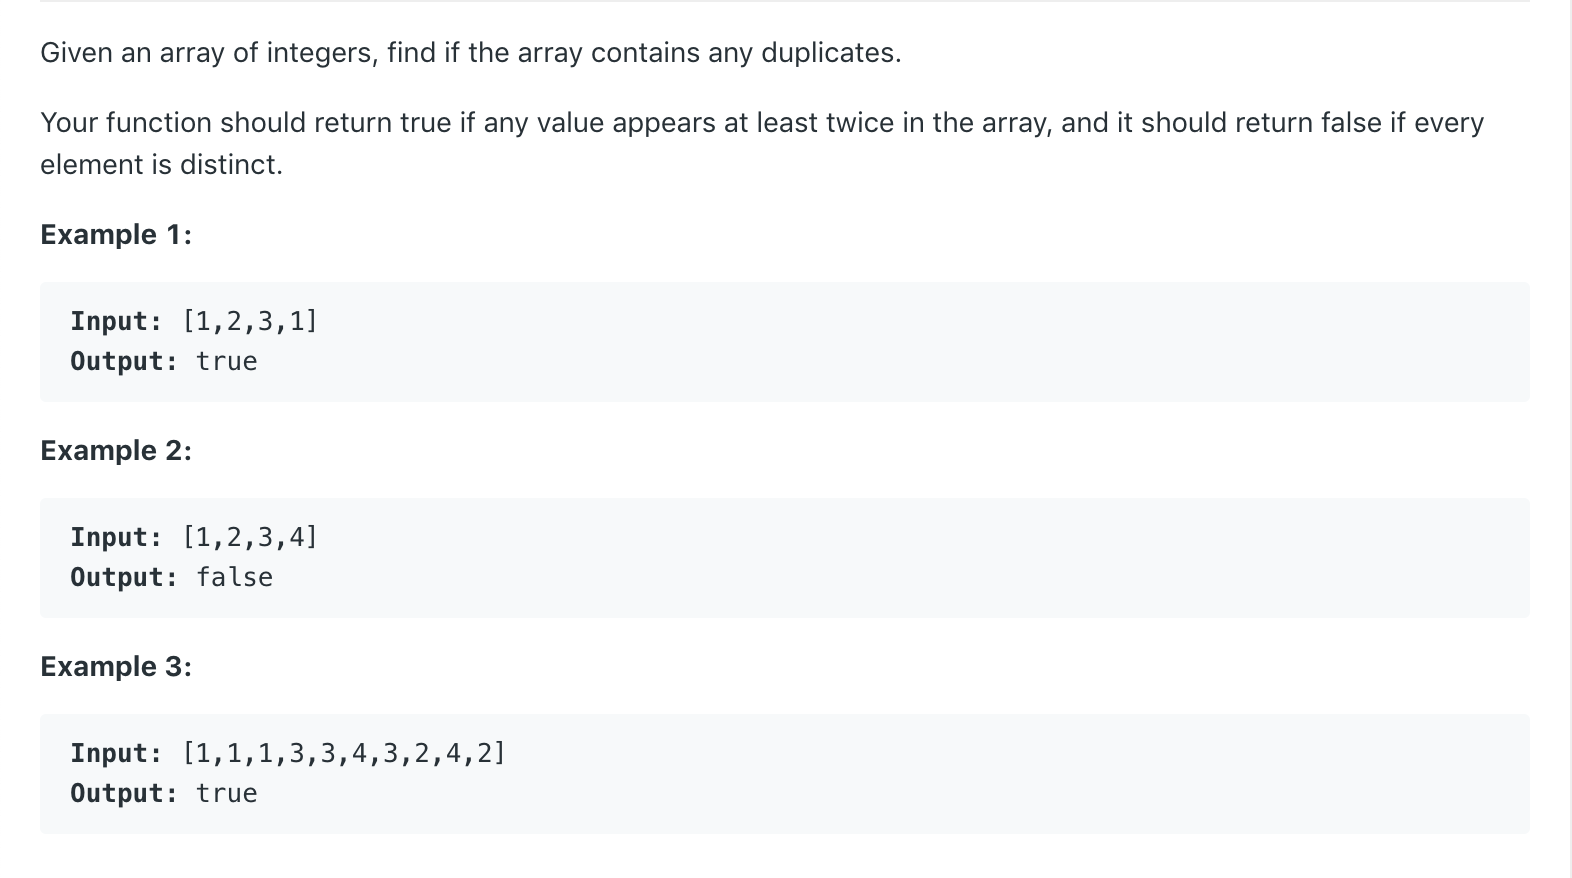 Given an array of integers, find if the array contains any duplicates.
Your function should return true if any value appears at least twice in the array, and it should return false if every
element is distinct.
Example 1:
Input: [1,2,3,1]
Output: true
Example 2:
Input: [1,2,3,4]
Output: false
Example 3:
Input: [1,1,1,3,3,4,3,2,4,2]
Output: true